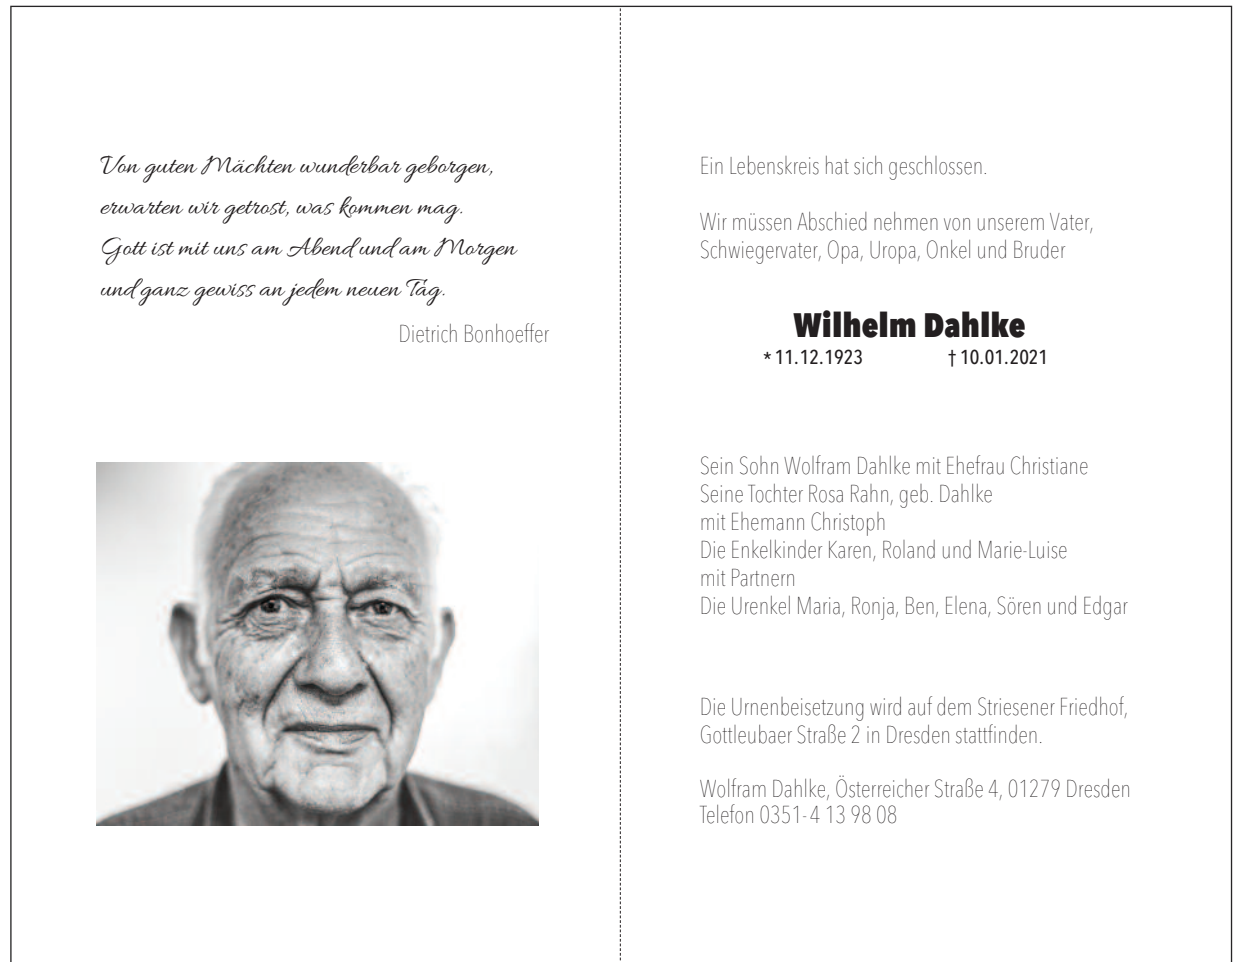 Von guten Mächten wunderbar geborgen,
erwarten wir getrost, was kommen mag.
Gott ist mit uns am Abend und am Morgen
und ganz gewiss an jedem neuen Tag.
Dietrich Bonhoeffer
Ein Lebenskreis hat sich geschlossen.
Wir müssen Abschied nehmen von unserem Vater,
Schwiegervater, Opa, Uropa, Onkel und Bruder
Wilhelm Dahlke
* 11.12.1923 † 10.01.2021
Sein Sohn Wolfram Dahlke mit Ehefrau Christiane
Seine Tochter Rosa Rahn, geb. Dahlke
mit Ehemann Christoph
Die Enkelkinder Karen, Roland und Marie-Luise
mit Partnern
Die Urenkel Maria, Ronja, Ben, Elena, Sören und Edgar
Die Urnenbeisetzung wird auf dem Striesener Friedhof,
Gottleubaer Straße 2 in Dresden stattfinden.
Wolfram Dahlke, Österreicher Straße 4, 01279 Dresden
Telefon 0351- 4 13 98 08